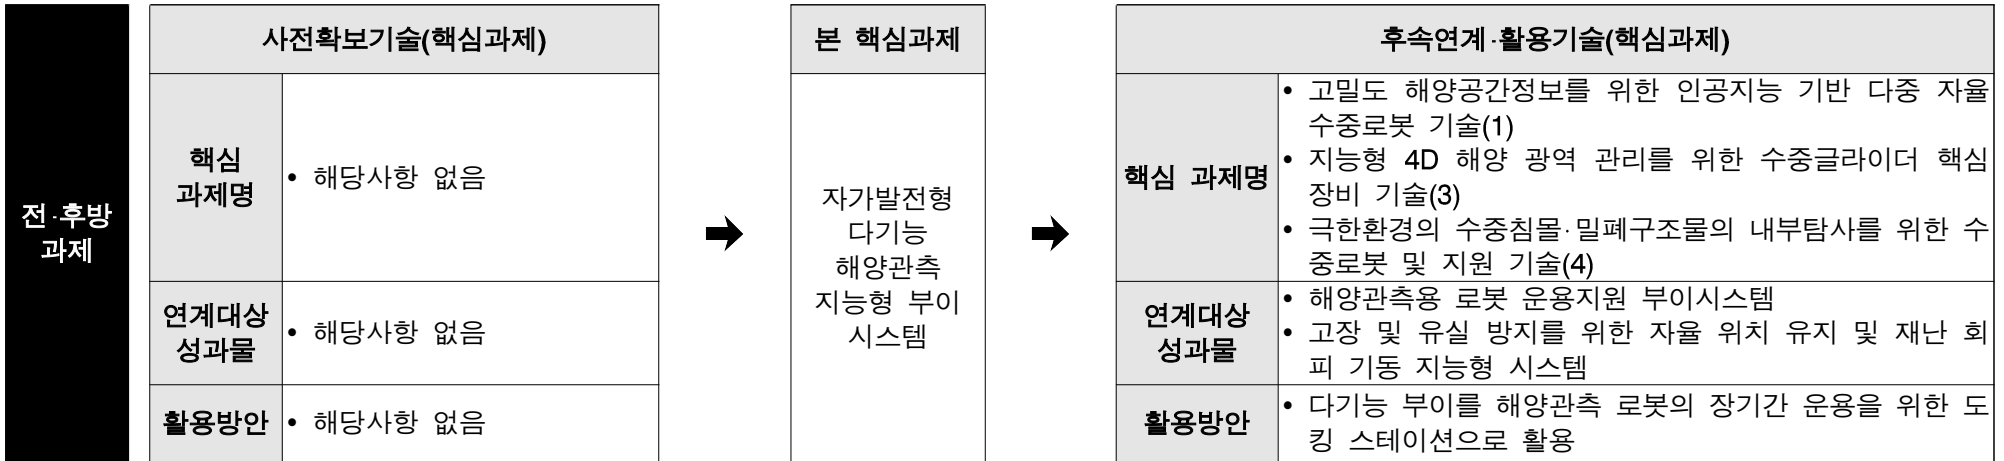 전·후방
과제
사전확보기술(핵심과제)
핵심
과제명
• 해당사항 없음
연계대상
성과물
• 해당사항 없음
활용방안
• 해당사항 없음
본 핵심과제
자가발전형
다기능
해양관측
지능형 부이
시스템
후속연계·활용기술(핵심과제)
핵심 과제명
• 고밀도 해양공간정보를 위한 인공지능 기반 다중 자율
수중로봇 기술(1)
• 지능형 4D 해양 광역 관리를 위한 수중글라이더 핵심
장비 기술(3)
• 극한환경의 수중침몰·밀폐구조물의 내부탐사를 위한 수
중로봇 및 지원 기술(4)
연계대상
성과물
• 해양관측용 로봇 운용지원 부이시스템
• 고장 및 유실 방지를 위한 자율 위치 유지 및 재난 회
피 기동 지능형 시스템
활용방안
• 다기능 부이를 해양관측 로봇의 장기간 운용을 위한 도
킹 스테이션으로 활용